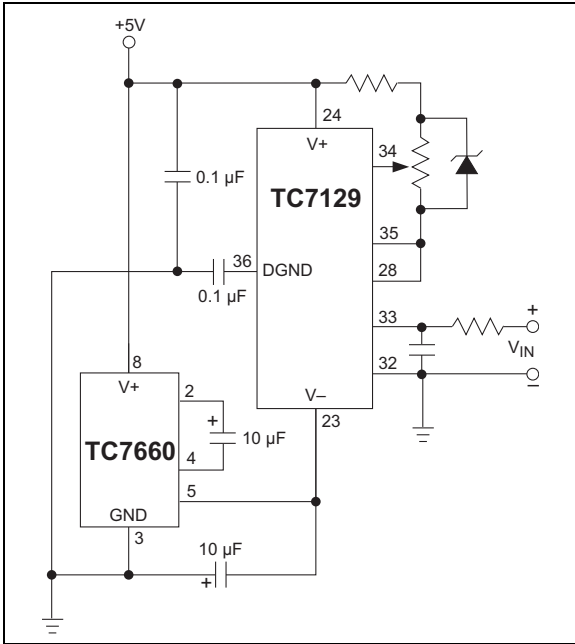 +5V
24
V+
34
0.1 µF
TC7129
36
DGND
35
0.1 µF
28
33
+
VIN
8
V+
32
–
2
V–
+
23
TC7660
10 µF
4
5
GND
3
10 µF
+